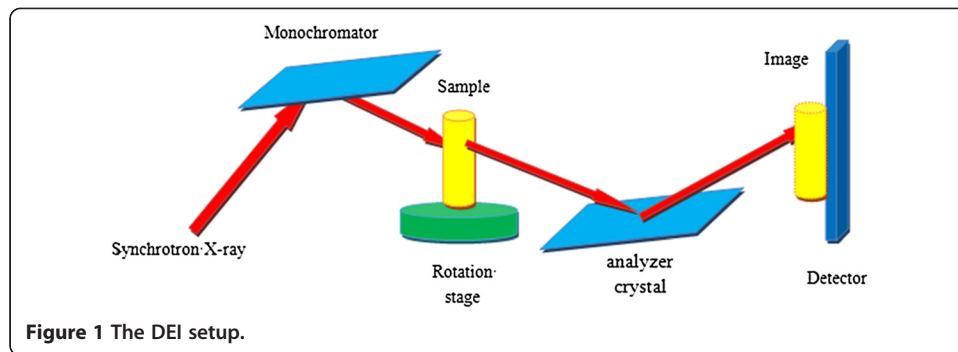 Monochromator
Sample
Image
Synchrotron·X-ray
Rotation·
stage
analyzer
crystal
Detector
Figure 1 The DEI setup.